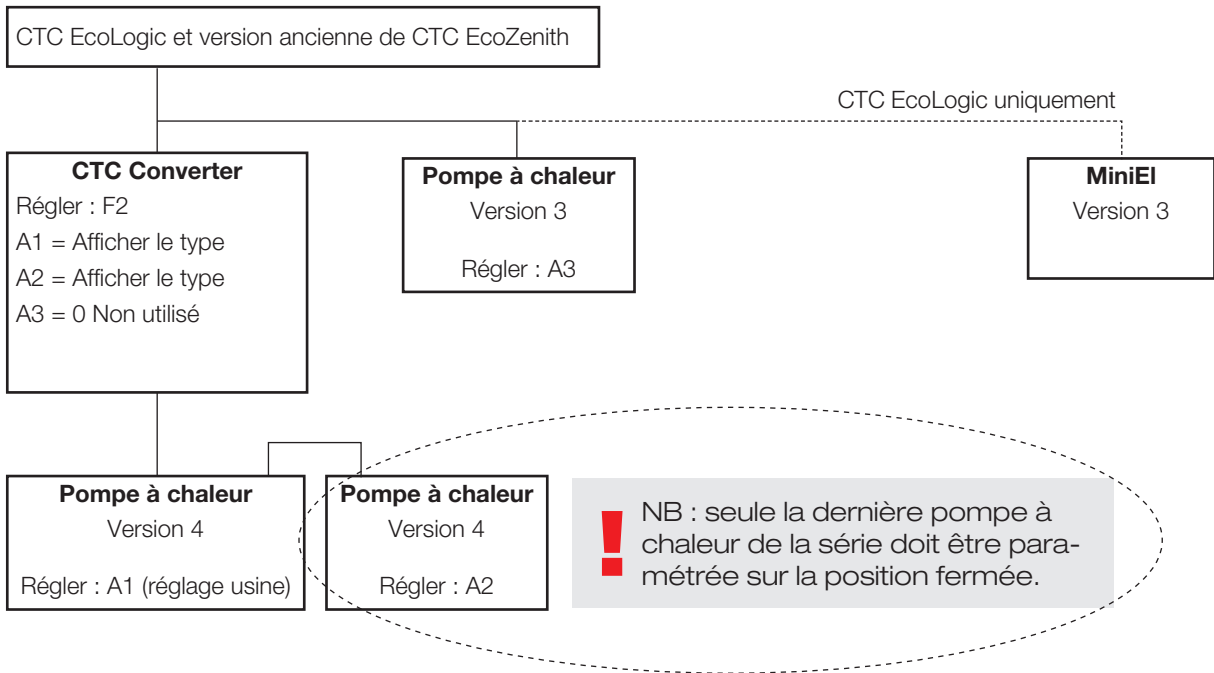 CTC EcoLogic et version ancienne de CTC EcoZenith
CTC EcoLogic uniquement
CTC Converter
Régler : F2
A1 = Afficher le type
A2 = Afficher le type
A3 = 0 Non utilisé
Pompe à chaleur
Version 3
Régler : A3
MiniEl
Version 3
Pompe à chaleur
Version 4
Régler : A1 (réglage usine)
Pompe à chaleur
Version 4
Régler : A2
! NB : seule la dernière pompe à
chaleur de la série doit être para-
métrée sur la position fermée.